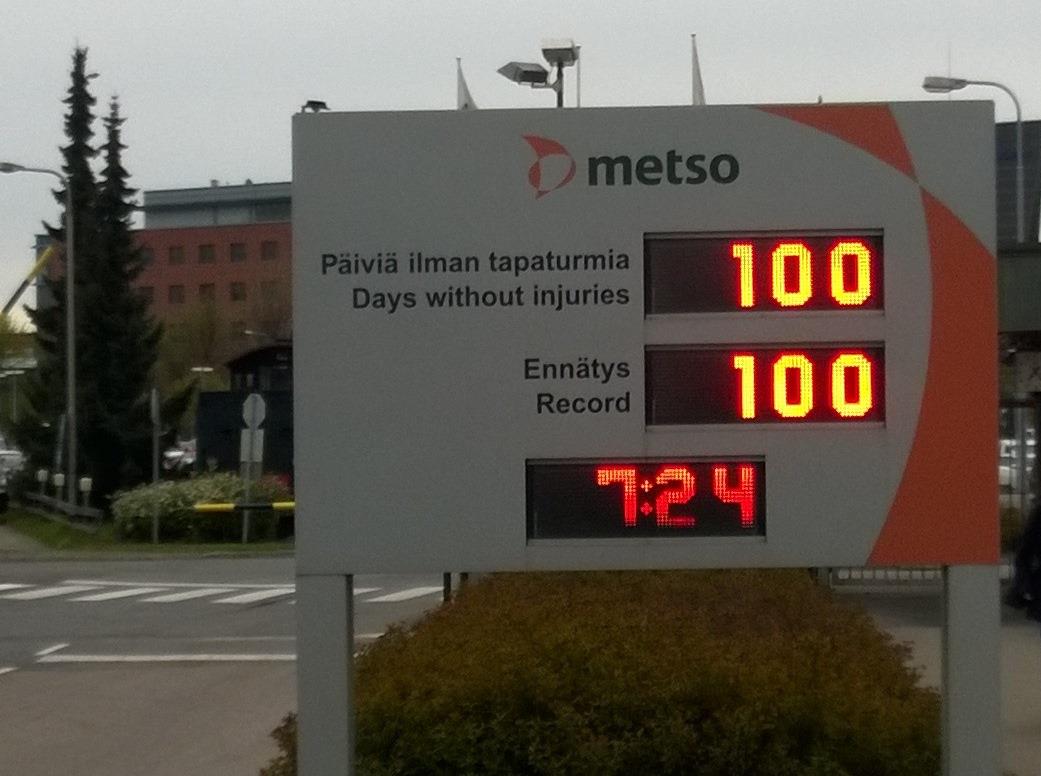 metso
Päiviä ilman tapaturmia
Days without injuries
100
Ennätys
Record
100
7:24